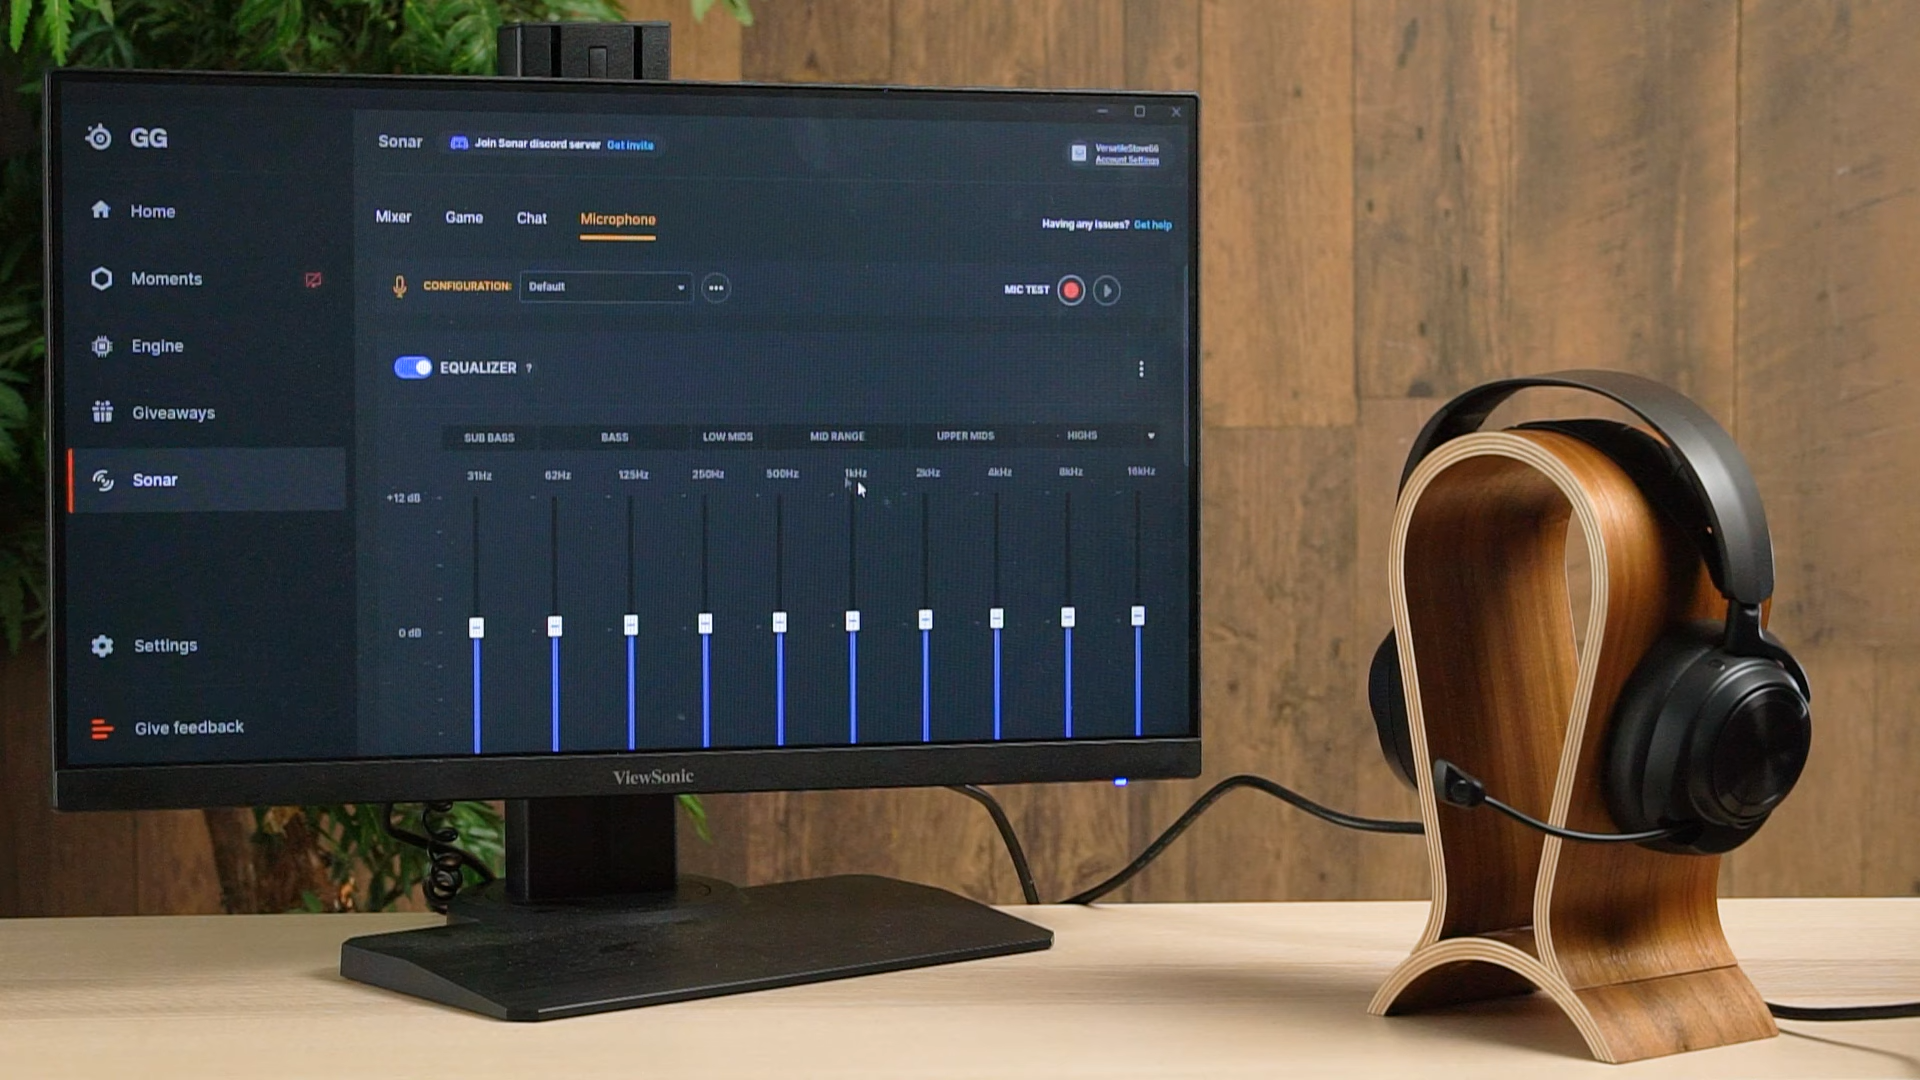 GG
Home
Moments
Engine
Giveaways
Sonar
Settings
Give feedback
Sonar
Join Sonar discord server Get invite
VersatileStove66
Account Settings
Mixer Game Chat Microphone
Having any issues? Get help
CONFIGURATION: Default
MIC TEST
EQUALIZER ?
SUB BASS BASS LOW MIDS MID RANGE UPPER MIDS HIGHS
31Hz 62Hz 125Hz 250Hz 500Hz 1kHz 2kHz 4kHz 8kHz 16kHz
+12 dB
0 dB
ViewSonic